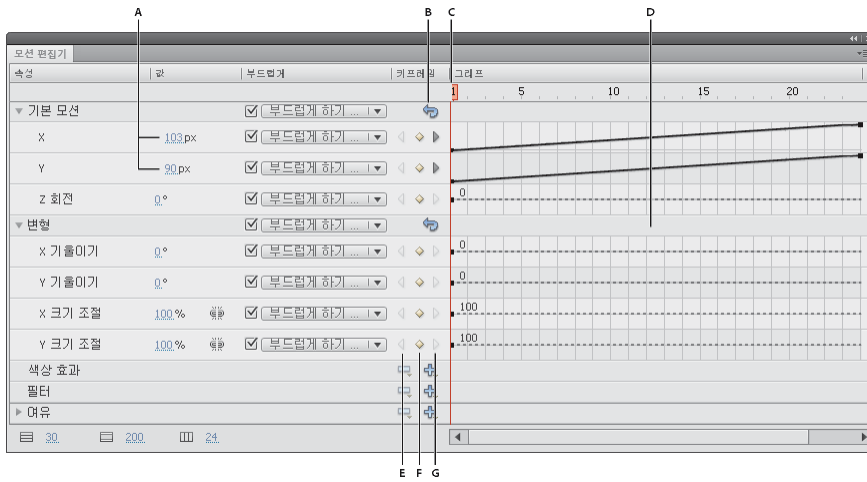 A B C D
모션 편집기
속성 값 부드럽게 키프레임 그래프
1 5 10 15 20
기본 모션 부드럽게 하기 ...
X 103 px 부드럽게 하기 ...
Y 90 px 부드럽게 하기 ...
Z 회전 0 ° 부드럽게 하기 ... 0
변형 부드럽게 하기 ...
X 기울이기 0 ° 부드럽게 하기 ... 0
Y 기울이기 0 ° 부드럽게 하기 ... 0
X 크기 조절 100 % 부드럽게 하기 ... 100
Y 크기 조절 100 % 부드럽게 하기 ... 100
색상 효과
필터
여유
30 200 24
E F G